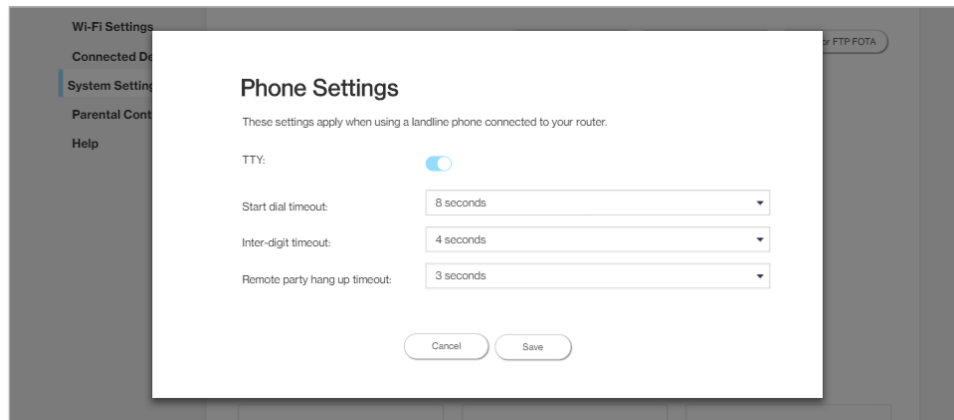 Wi-Fi Settings
Connected De
or FTP FOTA
System Setting
Parental Cont
Help
Phone Settings
These settings apply when using a landline phone connected to your router.
TTY:
Start dial timeout:
8 seconds
Inter-digit timeout:
4 seconds
Remote party hang up timeout:
3 seconds
Cancel
Save